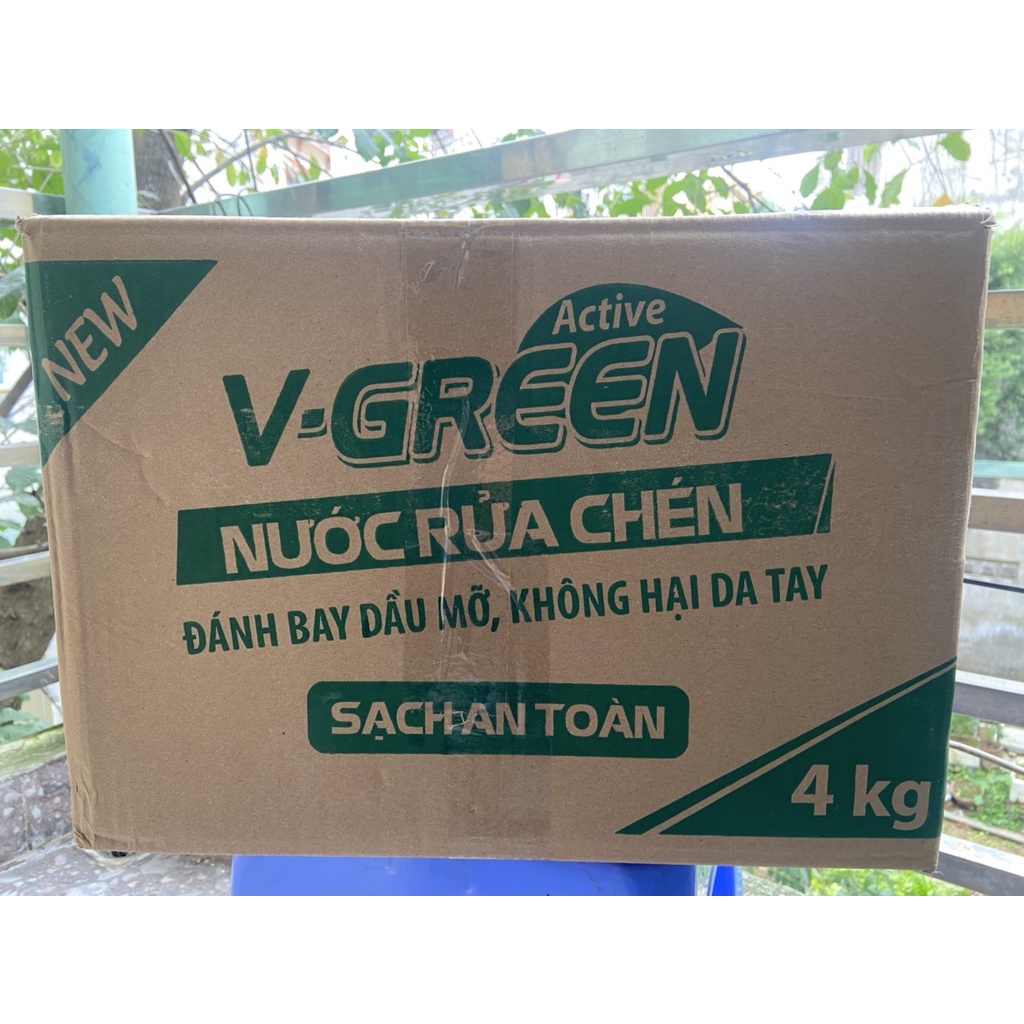 NEW
Active
V-GREEN
NƯỚC RỬA CHÉN
ĐÁNH BAY DẦU MỠ, KHÔNG HẠI DA TAY
SẠCH AN TOÀN
4 kg